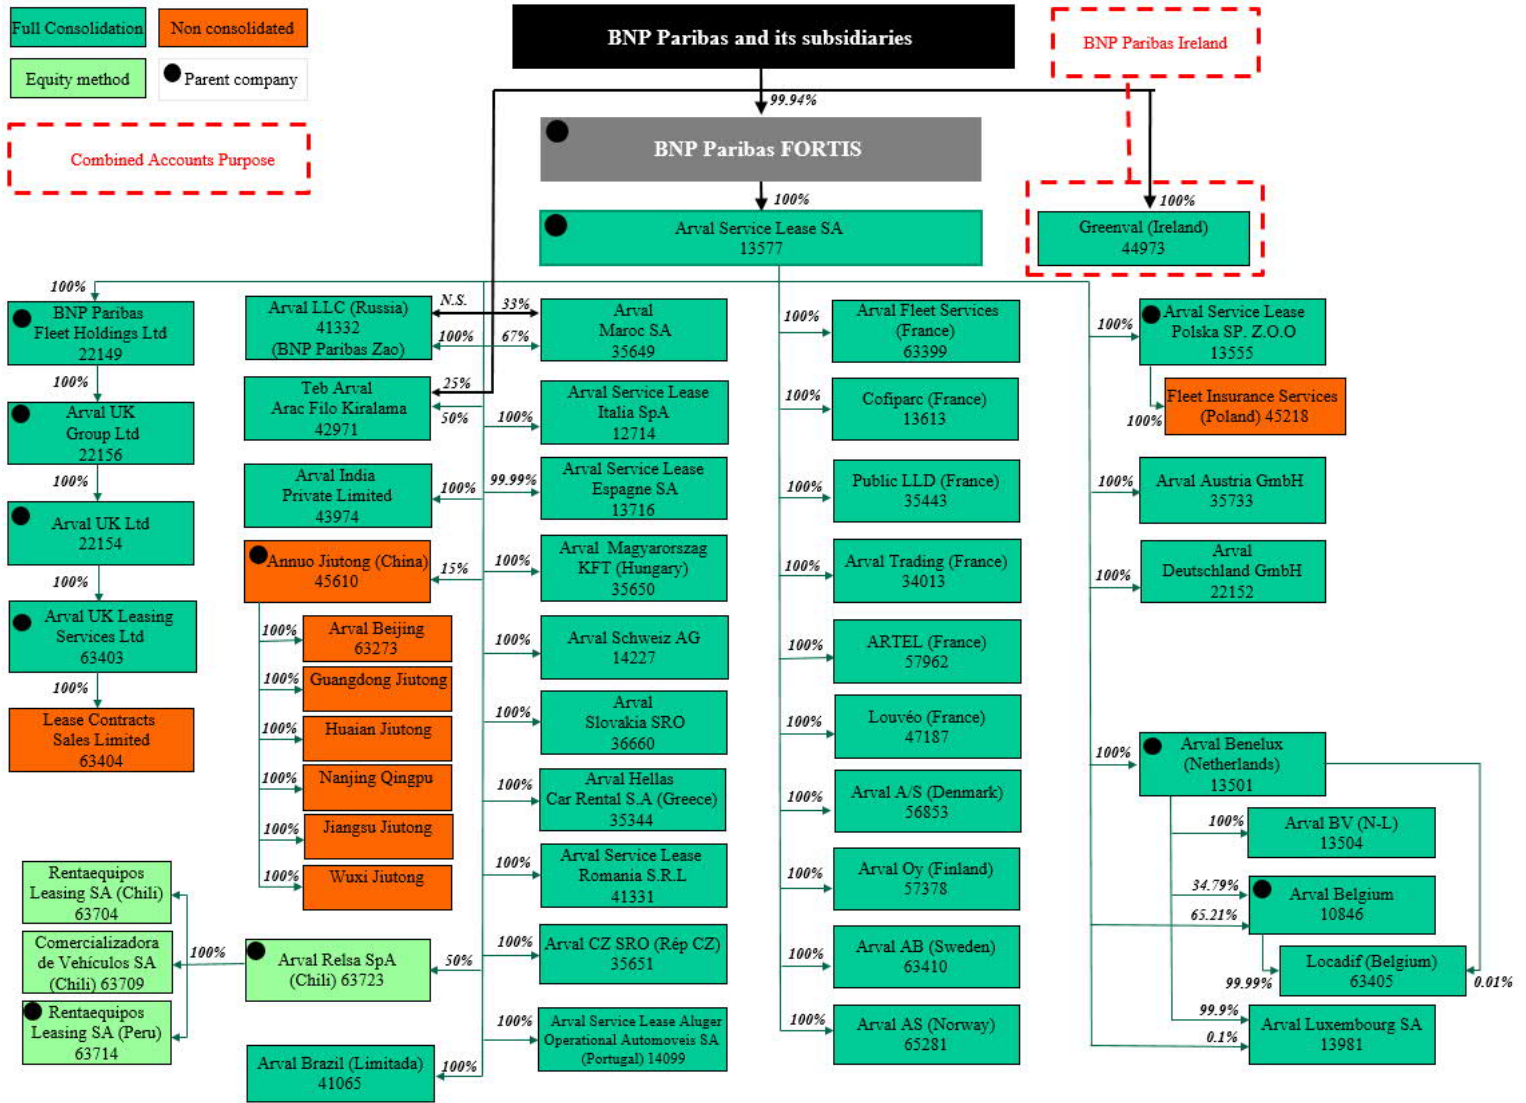 Full Consolidation
Non consolidated
Equity method
Parent company
Combined Accounts Purpose
BNP Paribas and its subsidiaries
BNP Paribas Ireland
99.94%
BNP Paribas FORTIS
100%
Arval Service Lease SA
13577
100%
Greenval (Ireland)
44973
100%
BNP Paribas
Fleet Holdings Ltd
22149
100%
Arval UK
Group Ltd
22156
100%
Arval UK Ltd
22154
100%
Arval UK Leasing
Services Ltd
63403
100%
Lease Contracts
Sales Limited
63404
Rentaequipos
Leasing SA (Chili)
63704
Comercializadora
de Vehículos SA
(Chili) 63709
Rentaequipos
Leasing SA (Peru)
63714
100%
Arval LLC (Russia)
41332
(BNP Paribas Zao)
N.S.
100%
Teb Arval
Arac Filo Kiralama
42971
25%
50%
Arval India
Private Limited
43974
100%
Annuo Jiutong (China)
45610
15%
100%
Arval Beijing
63273
100%
Guangdong Jiutong
100%
Huaian Jiutong
100%
Nanjing Qingpu
100%
Jiangsu Jiutong
100%
Wuxi Jiutong
Arval Relsa SpA
(Chili) 63723
50%
Arval Brazil (Limitada)
41065
100%
33%
67%
Arval
Maroc SA
35649
100%
Arval Service Lease
Italia SpA
12714
99.99%
Arval Service Lease
Espagne SA
13716
100%
Arval Magyarorszag
KFT (Hungary)
35650
100%
Arval Schweiz AG
14227
100%
Arval
Slovakia SRO
36660
100%
Arval Hellas
Car Rental S.A (Greece)
35344
100%
Arval Service Lease
Romania S.R.L
41331
100%
Arval CZ SRO (Rép CZ)
35651
100%
Arval Service Lease Aluger
Operational Automoveis SA
(Portugal) 14099
100%
Arval Fleet Services
(France)
63399
100%
Cofiparc (France)
13613
100%
Public LLD (France)
35443
100%
Arval Trading (France)
34013
100%
ARTEL (France)
57962
100%
Louvéo (France)
47187
100%
Arval A/S (Denmark)
56853
100%
Arval Oy (Finland)
57378
100%
Arval AB (Sweden)
63410
100%
Arval AS (Norway)
65281
100%
Arval Service Lease
Polska SP. Z.O.O
13555
100%
Fleet Insurance Services
(Poland) 45218
100%
Arval Austria GmbH
35733
100%
Arval
Deutschland GmbH
22152
100%
Arval Benelux
(Netherlands)
13501
100%
Arval BV (N-L)
13504
34.79%
65.21%
Arval Belgium
10846
99.99%
Locadif (Belgium)
63405
0.01%
99.9%
0.1%
Arval Luxembourg SA
13981